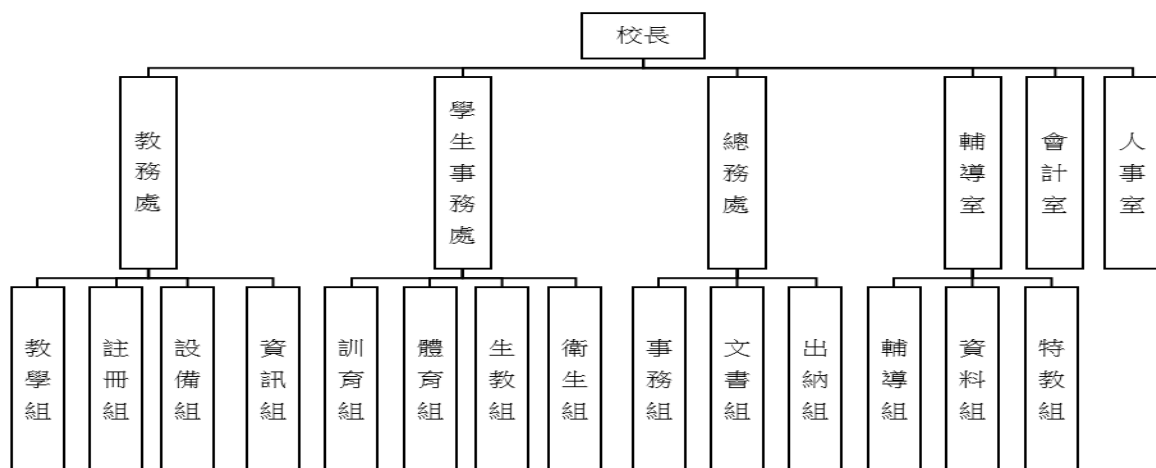 校長
教務處
學生事務處
總務處
輔導室
會計室
人事室
教學組
註冊組
設備組
資訊組
訓育組
體育組
生教組
衛生組
事務組
文書組
出納組
輔導組
資料組
特教組